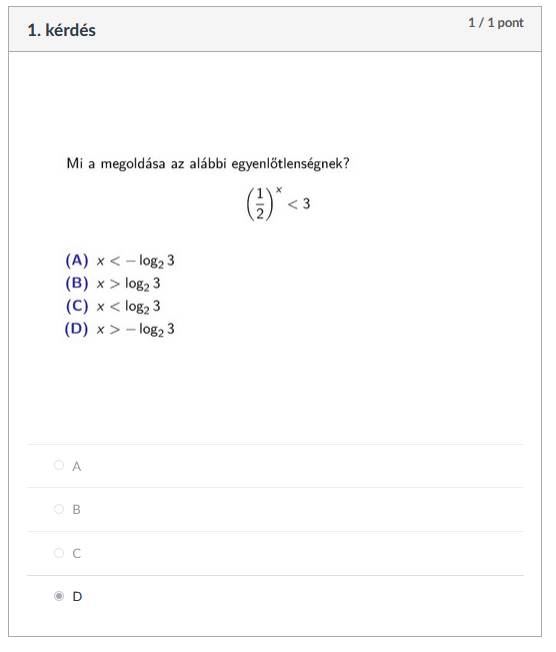 1. kérdés
1 / 1 pont
Mi a megoldása az alábbi egyenlőtlenségnek?
(1/2)^x < 3
(A) x < − log₂ 3
(B) x > log₂ 3
(C) x < log₂ 3
(D) x > − log₂ 3
A
B
C
D